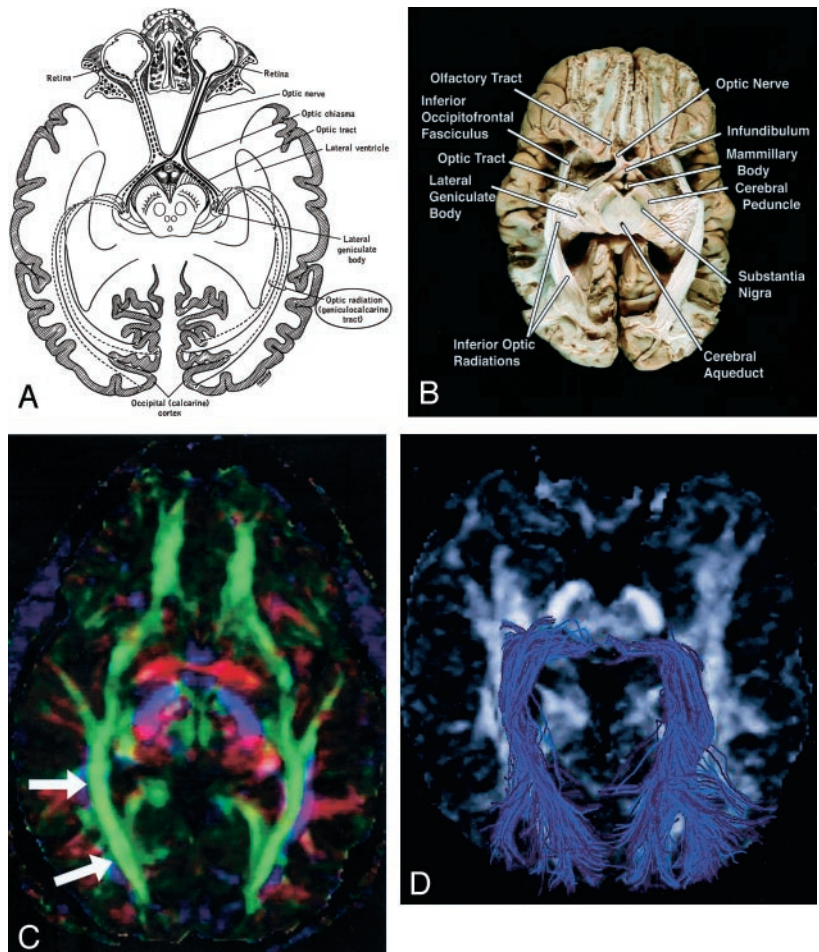 Retina
Retina
Optic nerve
Optic chiasma
Optic tract
Lateral ventricle
Lateral
geniculate
body
Optic radiation
(geniculocalcarine
tract)
Occipital (calcarine)
cortex
A
Olfactory Tract
Inferior
Occipitofrontal
Fasciculus
Optic Tract
Lateral
Geniculate
Body
Inferior Optic
Radiations
Optic Nerve
Infundibulum
Mammillary
Body
Cerebral
Peduncle
Substantia
Nigra
Cerebral
Aqueduct
B
C
D